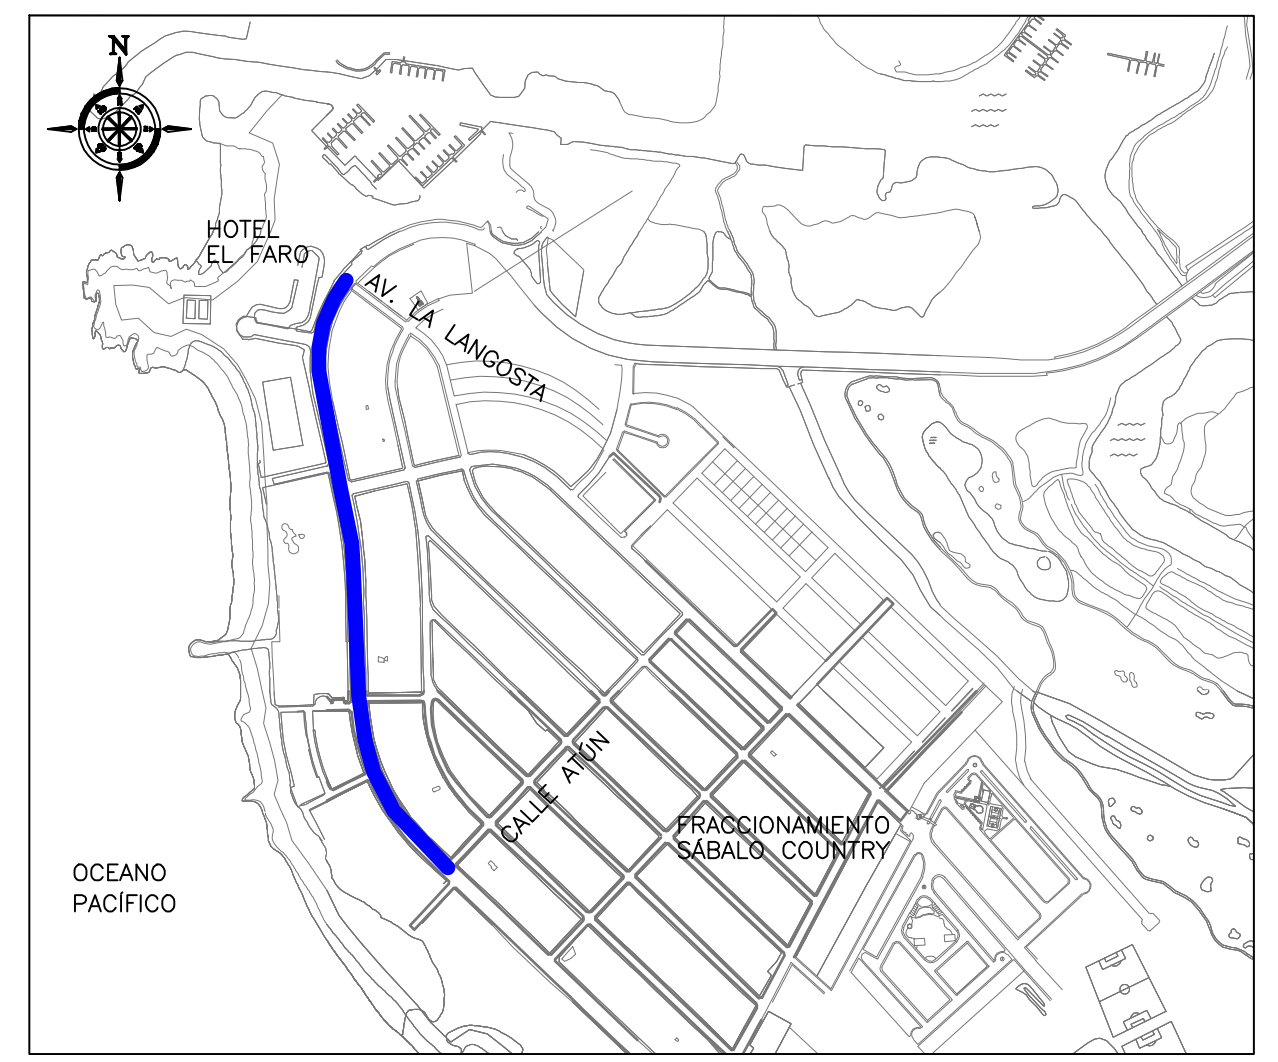 N
HOTEL
EL FARO
AV. LA LANGOSTA
CALLE ATÚN
FRACCIONAMIENTO
SÁBALO COUNTRY
OCEANO
PACÍFICO